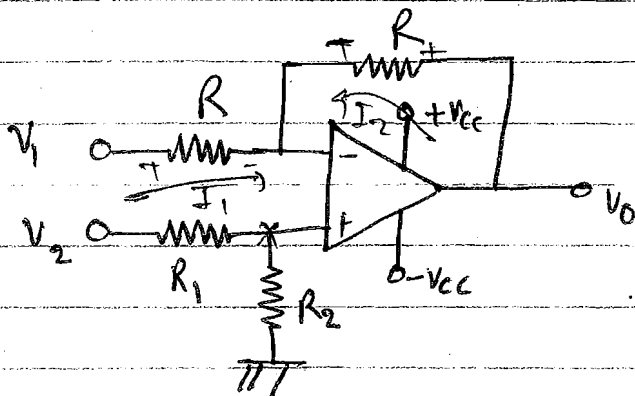 R
R
I₂
+Vcc
V₁
-
+ -
I₁
V₂
+
V₀
R₁
-Vcc
R₂